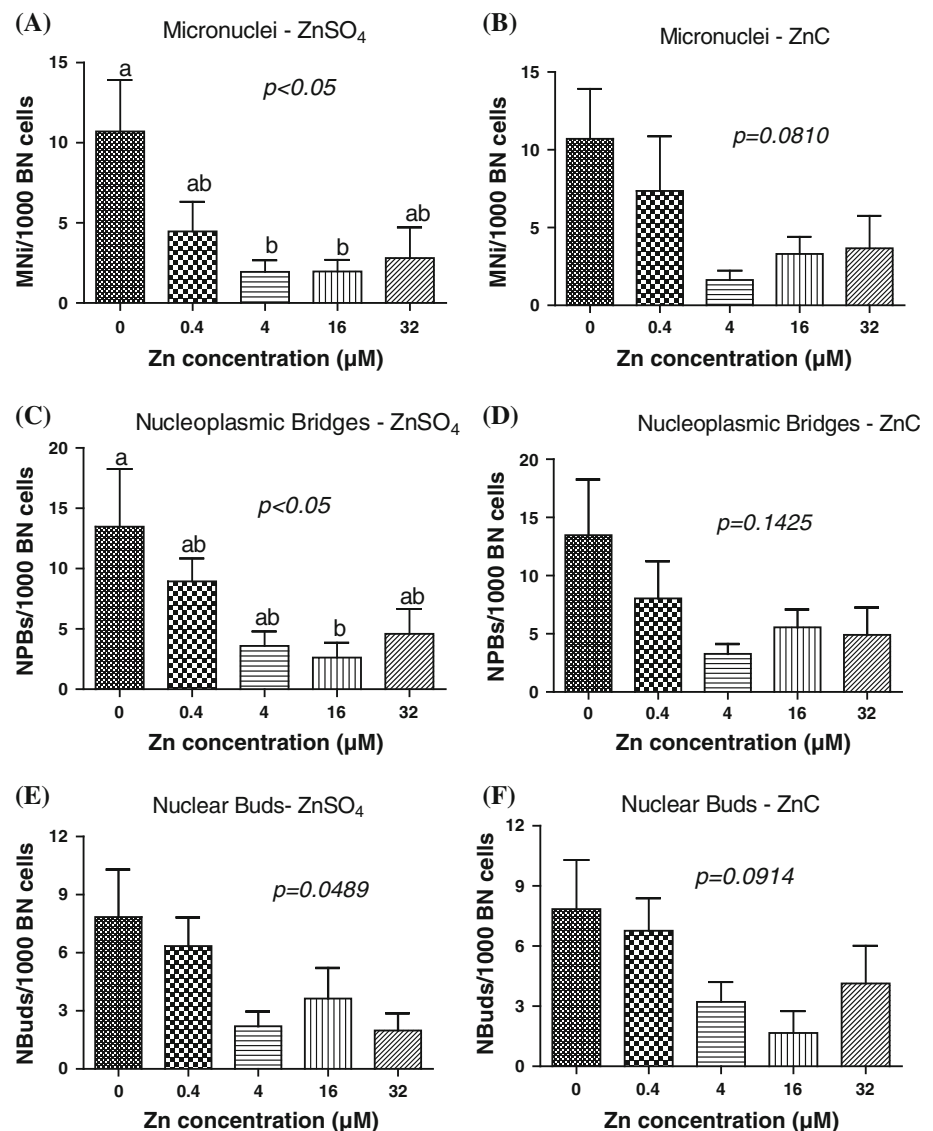 (A)
Micronuclei - ZnSO4
MNi/1000 BN cells
15
10
5
0
a
ab
b
b
ab
p<0.05
0 0.4 4 16 32
Zn concentration (µM)
(B)
Micronuclei - ZnC
MNi/1000 BN cells
15
10
5
0
p=0.0810
0 0.4 4 16 32
Zn concentration (µM)
(C)
Nucleoplasmic Bridges - ZnSO4
NPBs/1000 BN cells
20
15
10
5
0
a
ab
ab
b
ab
p<0.05
0 0.4 4 16 32
Zn concentration (µM)
(D)
Nucleoplasmic Bridges - ZnC
NPBs/1000 BN cells
20
15
10
5
0
p=0.1425
0 0.4 4 16 32
Zn concentration (µM)
(E)
Nuclear Buds- ZnSO4
NBuds/1000 BN cells
12
9
6
3
0
p=0.0489
0 0.4 4 16 32
Zn concentration (µM)
(F)
Nuclear Buds - ZnC
NBuds/1000 BN cells
12
9
6
3
0
p=0.0914
0 0.4 4 16 32
Zn concentration (µM)